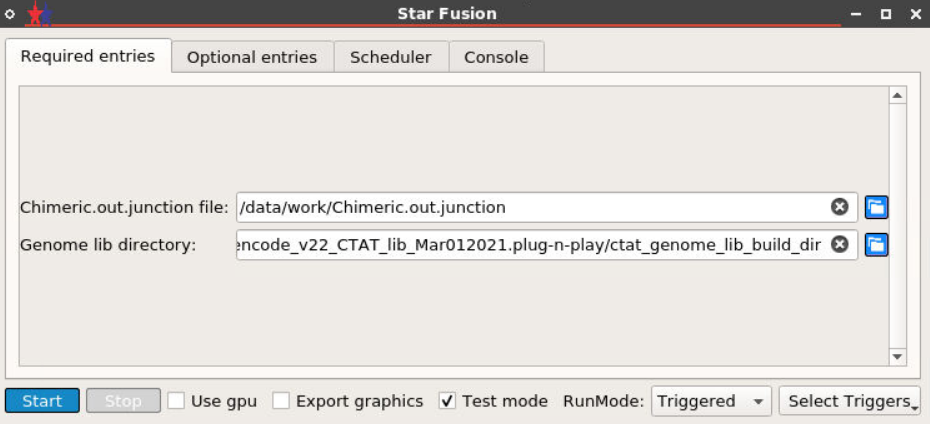 Star Fusion
Required entries Optional entries Scheduler Console
Chimeric.out.junction file: /data/work/Chimeric.out.junction
Genome lib directory: encode_v22_CTAT_lib_Mar012021.plug-n-play/ctat_genome_lib_build_dir
Start Stop Use gpu Export graphics Test mode RunMode: Triggered Select Triggers